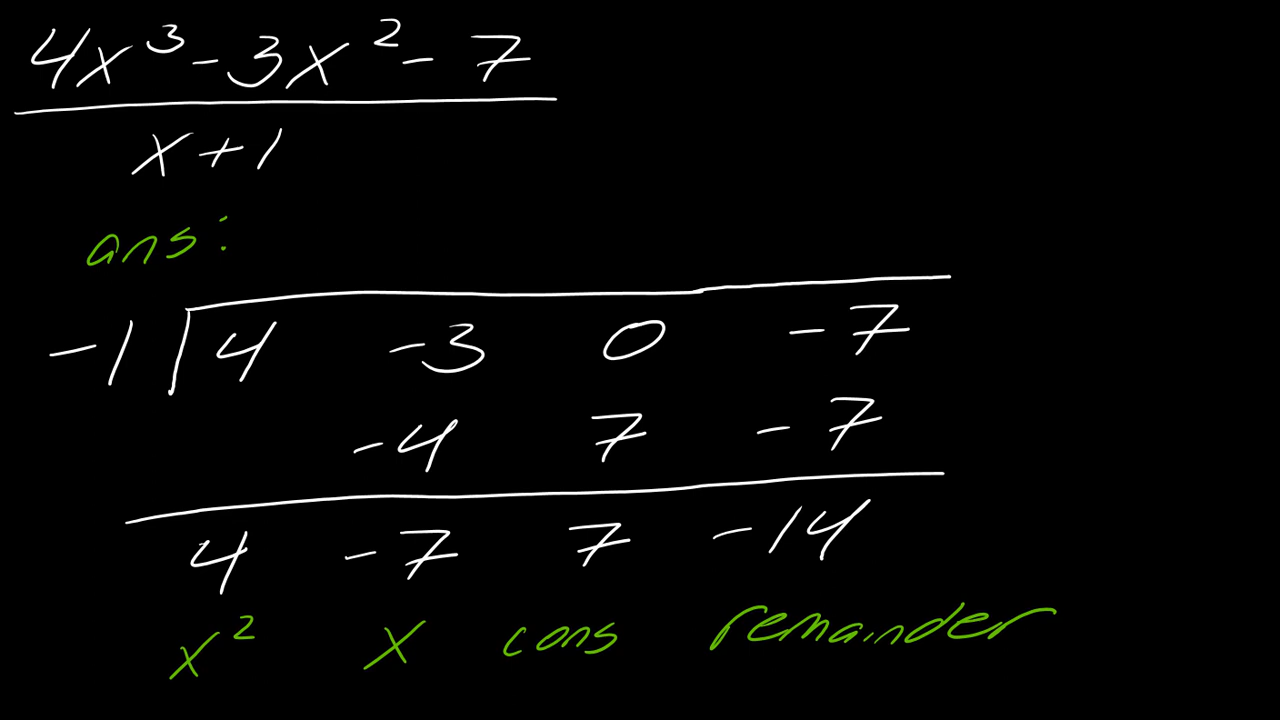 4x³-3x²-7
x+1
ans:
-1 4 -3 0 -7
-4 7 -7
4 -7 7 -14
x² x cons remainder